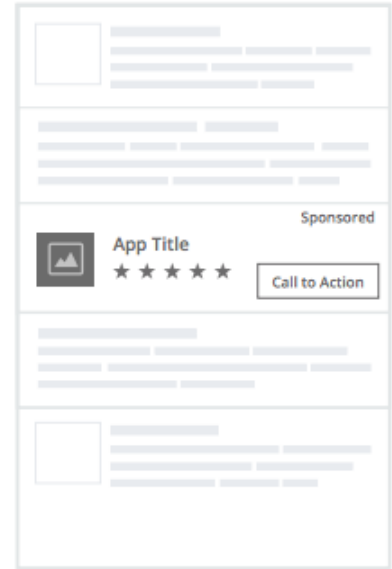 Sponsored
App Title
★ ★ ★ ★ ★
Call to Action